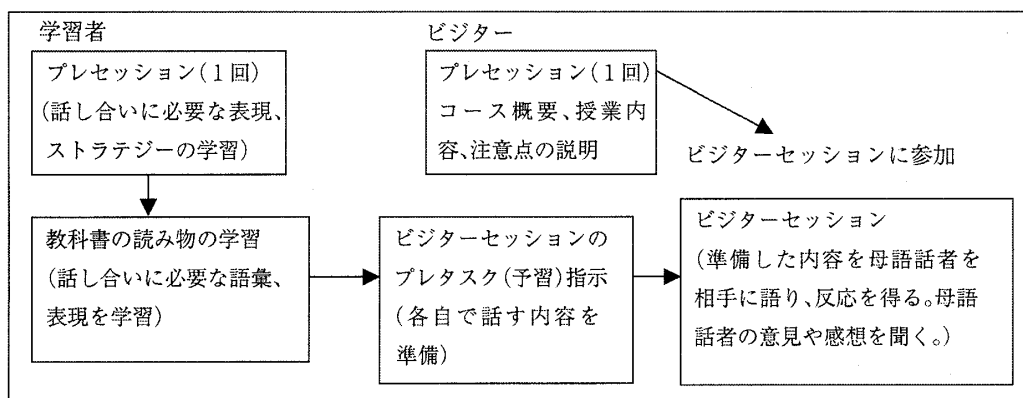 学習者
プレセッション(1回)
(話し合いに必要な表現、
ストラテジーの学習)
ビジター
プレセッション(1回)
コース概要、授業内
容、注意点の説明
ビジターセッションに参加
教科書の読み物の学習
(話し合いに必要な語彙、
表現を学習)
ビジターセッションの
プレタスク(予習)指示
(各自で話す内容を
準備)
ビジターセッション
(準備した内容を母語話者を
相手に語り、反応を得る。母語
話者の意見や感想を聞く。)